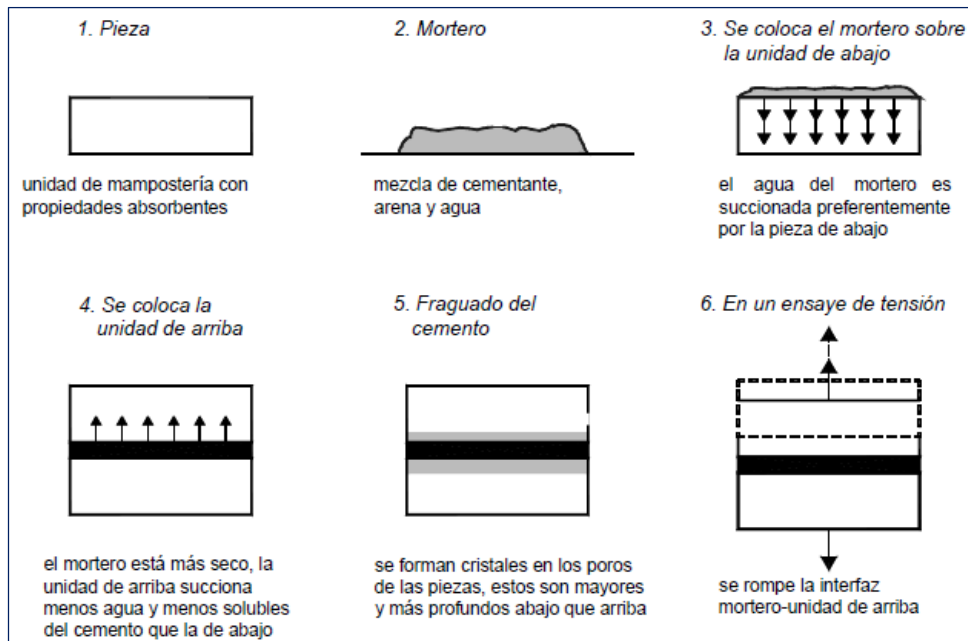 1. Pieza
unidad de mampostería con
propiedades absorbentes
2. Mortero
mezcla de cementante,
arena y agua
3. Se coloca el mortero sobre
la unidad de abajo
el agua del mortero es
succionada preferentemente
por la pieza de abajo
4. Se coloca la
unidad de arriba
el mortero está más seco, la
unidad de arriba succiona
menos agua y menos solubles
del cemento que la de abajo
5. Fraguado del
cemento
se forman cristales en los poros
de las piezas, estos son mayores
y más profundos abajo que arriba
6. En un ensaye de tensión
se rompe la interfaz
mortero-unidad de arriba